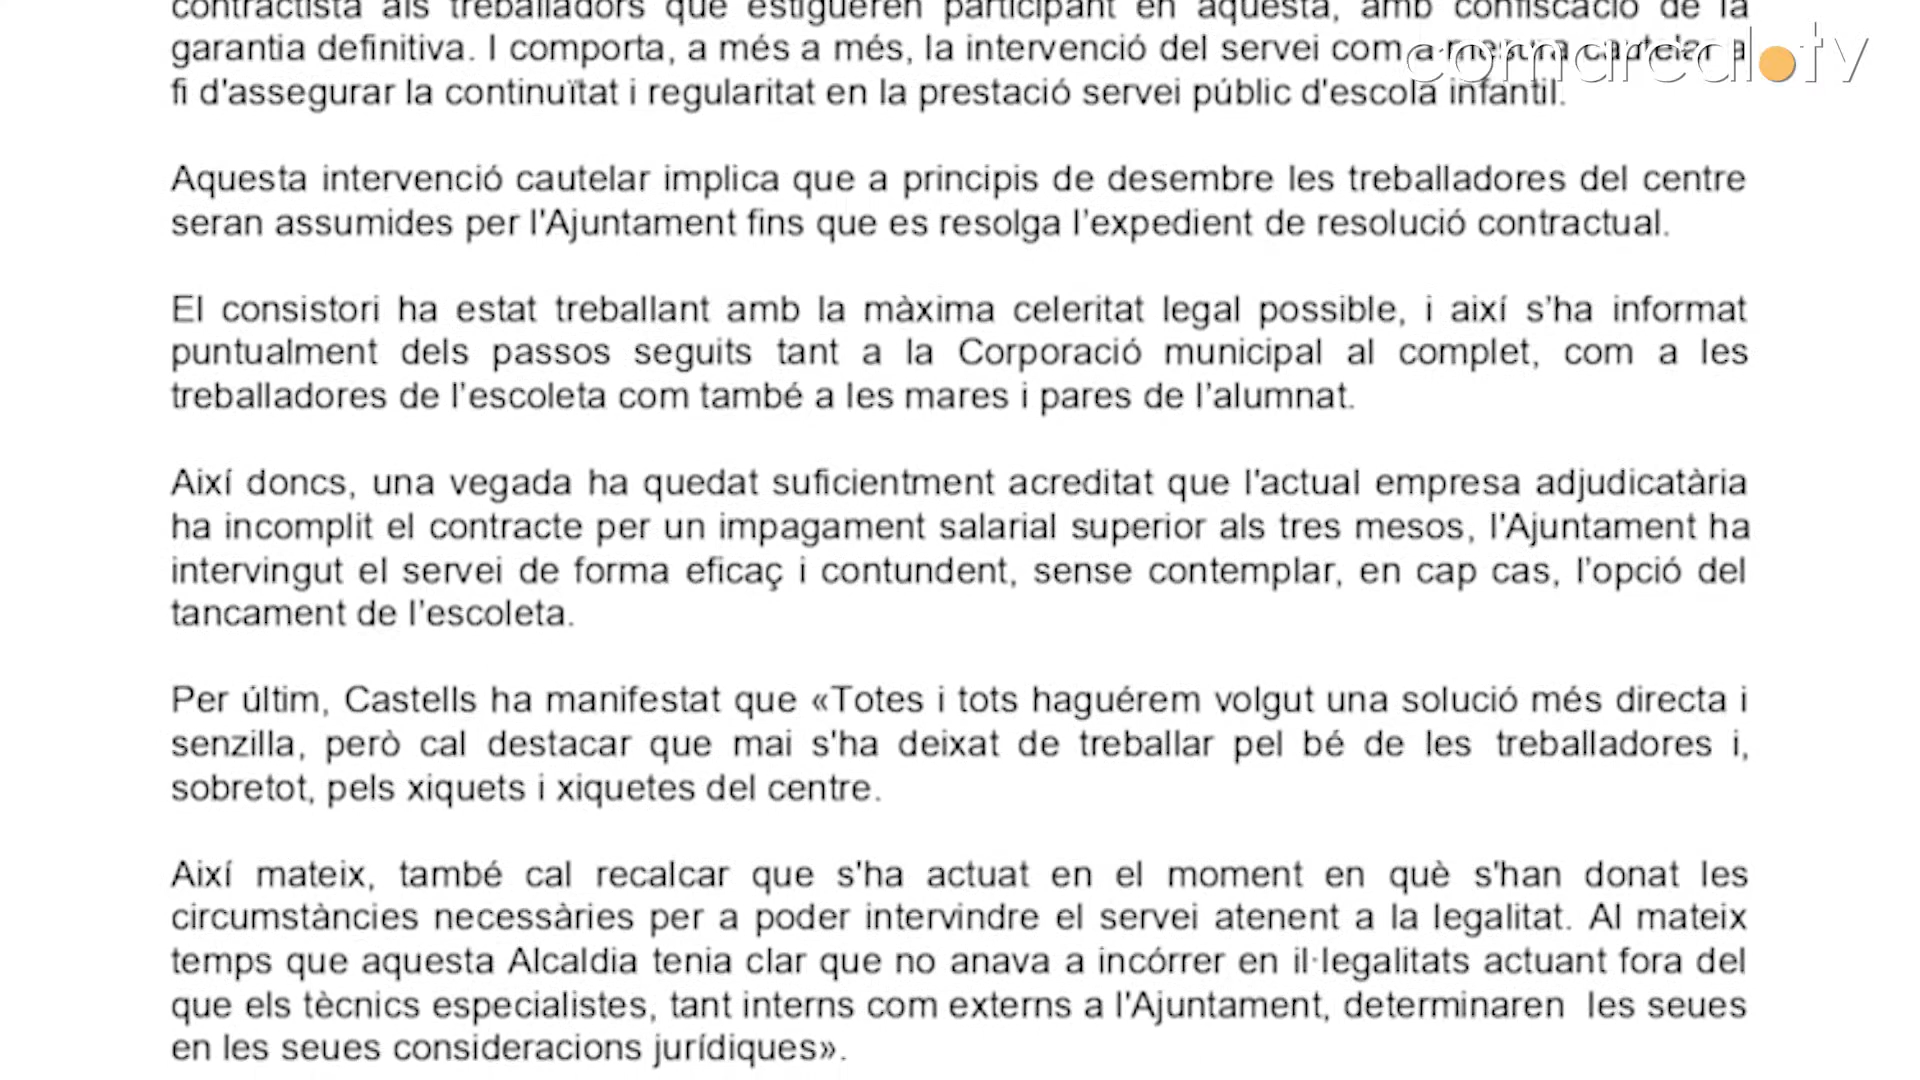 contractista als treballadors que estigueren participant en aquesta, amb confiscació de la
garantia definitiva. I comporta, a més a més, la intervenció del servei com a mesura cautelar a
fi d'assegurar la continuïtat i regularitat en la prestació servei públic d'escola infantil.
comarcal.tv
Aquesta intervenció cautelar implica que a principis de desembre les treballadores del centre
seran assumides per l'Ajuntament fins que es resolga l’expedient de resolució contractual.
El consistori ha estat treballant amb la màxima celeritat legal possible, i així s’ha informat
puntualment dels passos seguits tant a la Corporació municipal al complet, com a les
treballadores de l’escoleta com també a les mares i pares de l’alumnat.
Així doncs, una vegada ha quedat suficientment acreditat que l'actual empresa adjudicatària
ha incomplit el contracte per un impagament salarial superior als tres mesos, l'Ajuntament ha
intervingut el servei de forma eficaç i contundent, sense contemplar, en cap cas, l’opció del
tancament de l’escoleta.
Per últim, Castells ha manifestat que «Totes i tots haguérem volgut una solució més directa i
senzilla, però cal destacar que mai s'ha deixat de treballar pel bé de les treballadores i,
sobretot, pels xiquets i xiquetes del centre.
Així mateix, també cal recalcar que s'ha actuat en el moment en què s'han donat les
circumstàncies necessàries per a poder intervindre el servei atenent a la legalitat. Al mateix
temps que aquesta Alcaldia tenia clar que no anava a incórrer en il·legalitats actuant fora del
que els tècnics especialistes, tant interns com externs a l'Ajuntament, determinaren les seues
en les seues consideracions jurídiques».